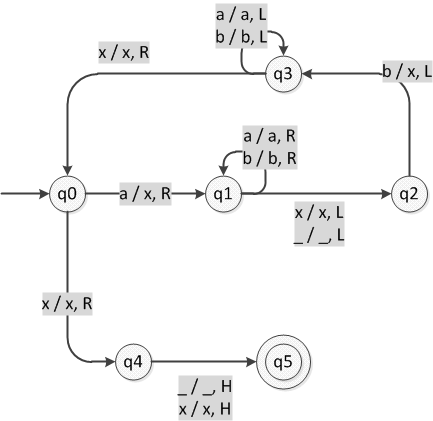 a / a, L
b / b, L
x / x, R
q3
b / x, L
a / a, R
b / b, R
q0
a / x, R
q1
q2
x / x, L
_ / _, L
x / x, R
q4
q5
_ / _, H
x / x, H